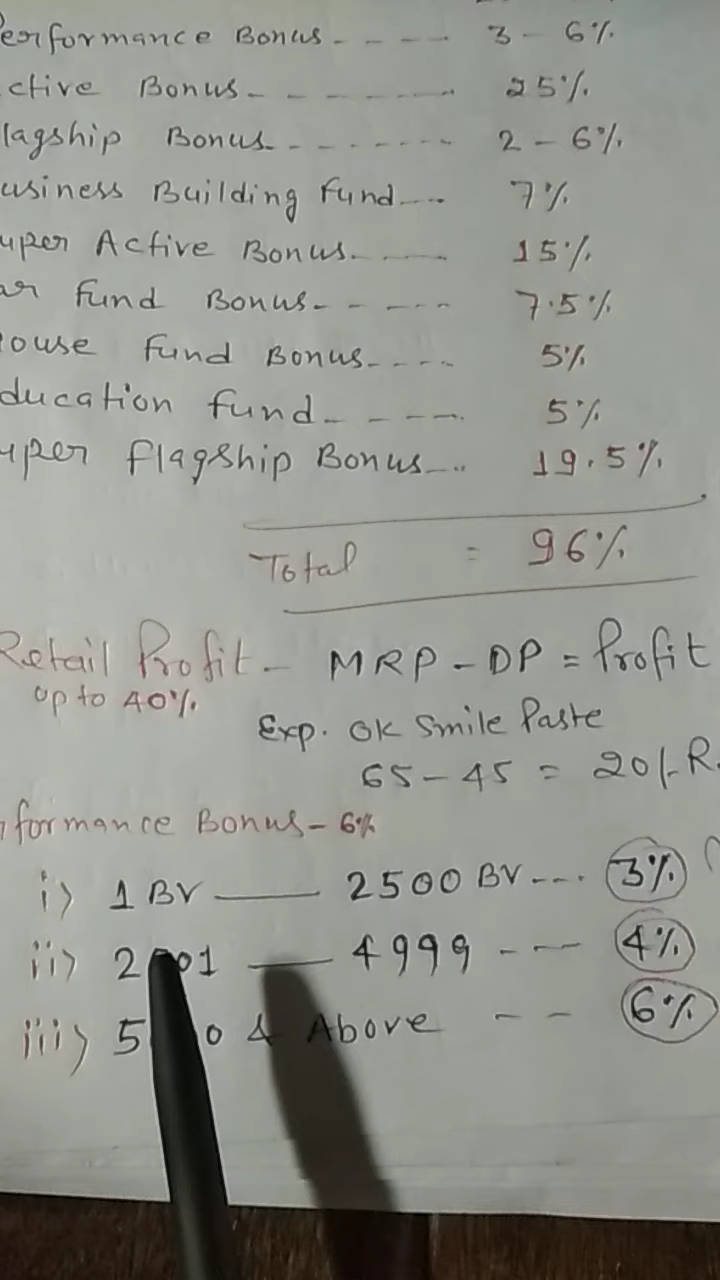 erformance Bonus - - - - - 3 - 6%
ctive Bonus - - - - - - - 25%
lagship Bonus - - - - - - - 2 - 6%
usiness Building Fund .... 7%
uper Active Bonus. ..... 15%
ar Fund Bonus - - - - - - 7.5%
ouse Fund Bonus - - - - 5%
ducation fund - - - - - - 5%
uper flagship Bonus .... 19.5%
Total = 96%
Retail Profit - MRP - DP = Profit
up to 40%
Exp. OK Smile Paste
65 - 45 = 20/- R
formance Bonus - 6%
i) 1 BV —— 2500 BV --- 3%
ii) 2 01 —— 4999 - - - 4%
iii) 5 0 & Above - - 6%